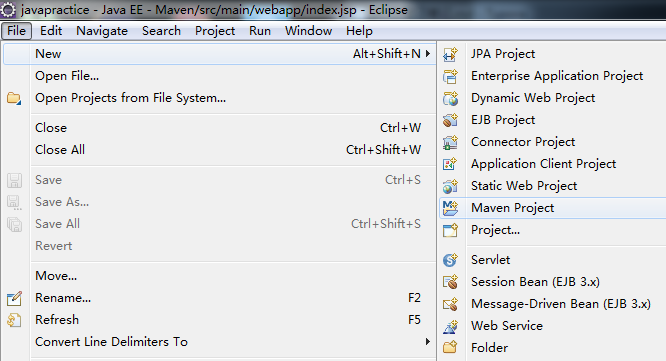 javapractice - Java EE - Maven/src/main/webapp/index.jsp - Eclipse
File Edit Navigate Search Project Run Window Help
New Alt+Shift+N
Open File...
Open Projects from File System...
Close Ctrl+W
Close All Ctrl+Shift+W
Save Ctrl+S
Save As...
Save All Ctrl+Shift+S
Revert
Move...
Rename... F2
Refresh F5
Convert Line Delimiters To
JPA Project
Enterprise Application Project
Dynamic Web Project
EJB Project
Connector Project
Application Client Project
Static Web Project
Maven Project
Project...
Servlet
Session Bean (EJB 3.x)
Message-Driven Bean (EJB 3.x)
Web Service
Folder